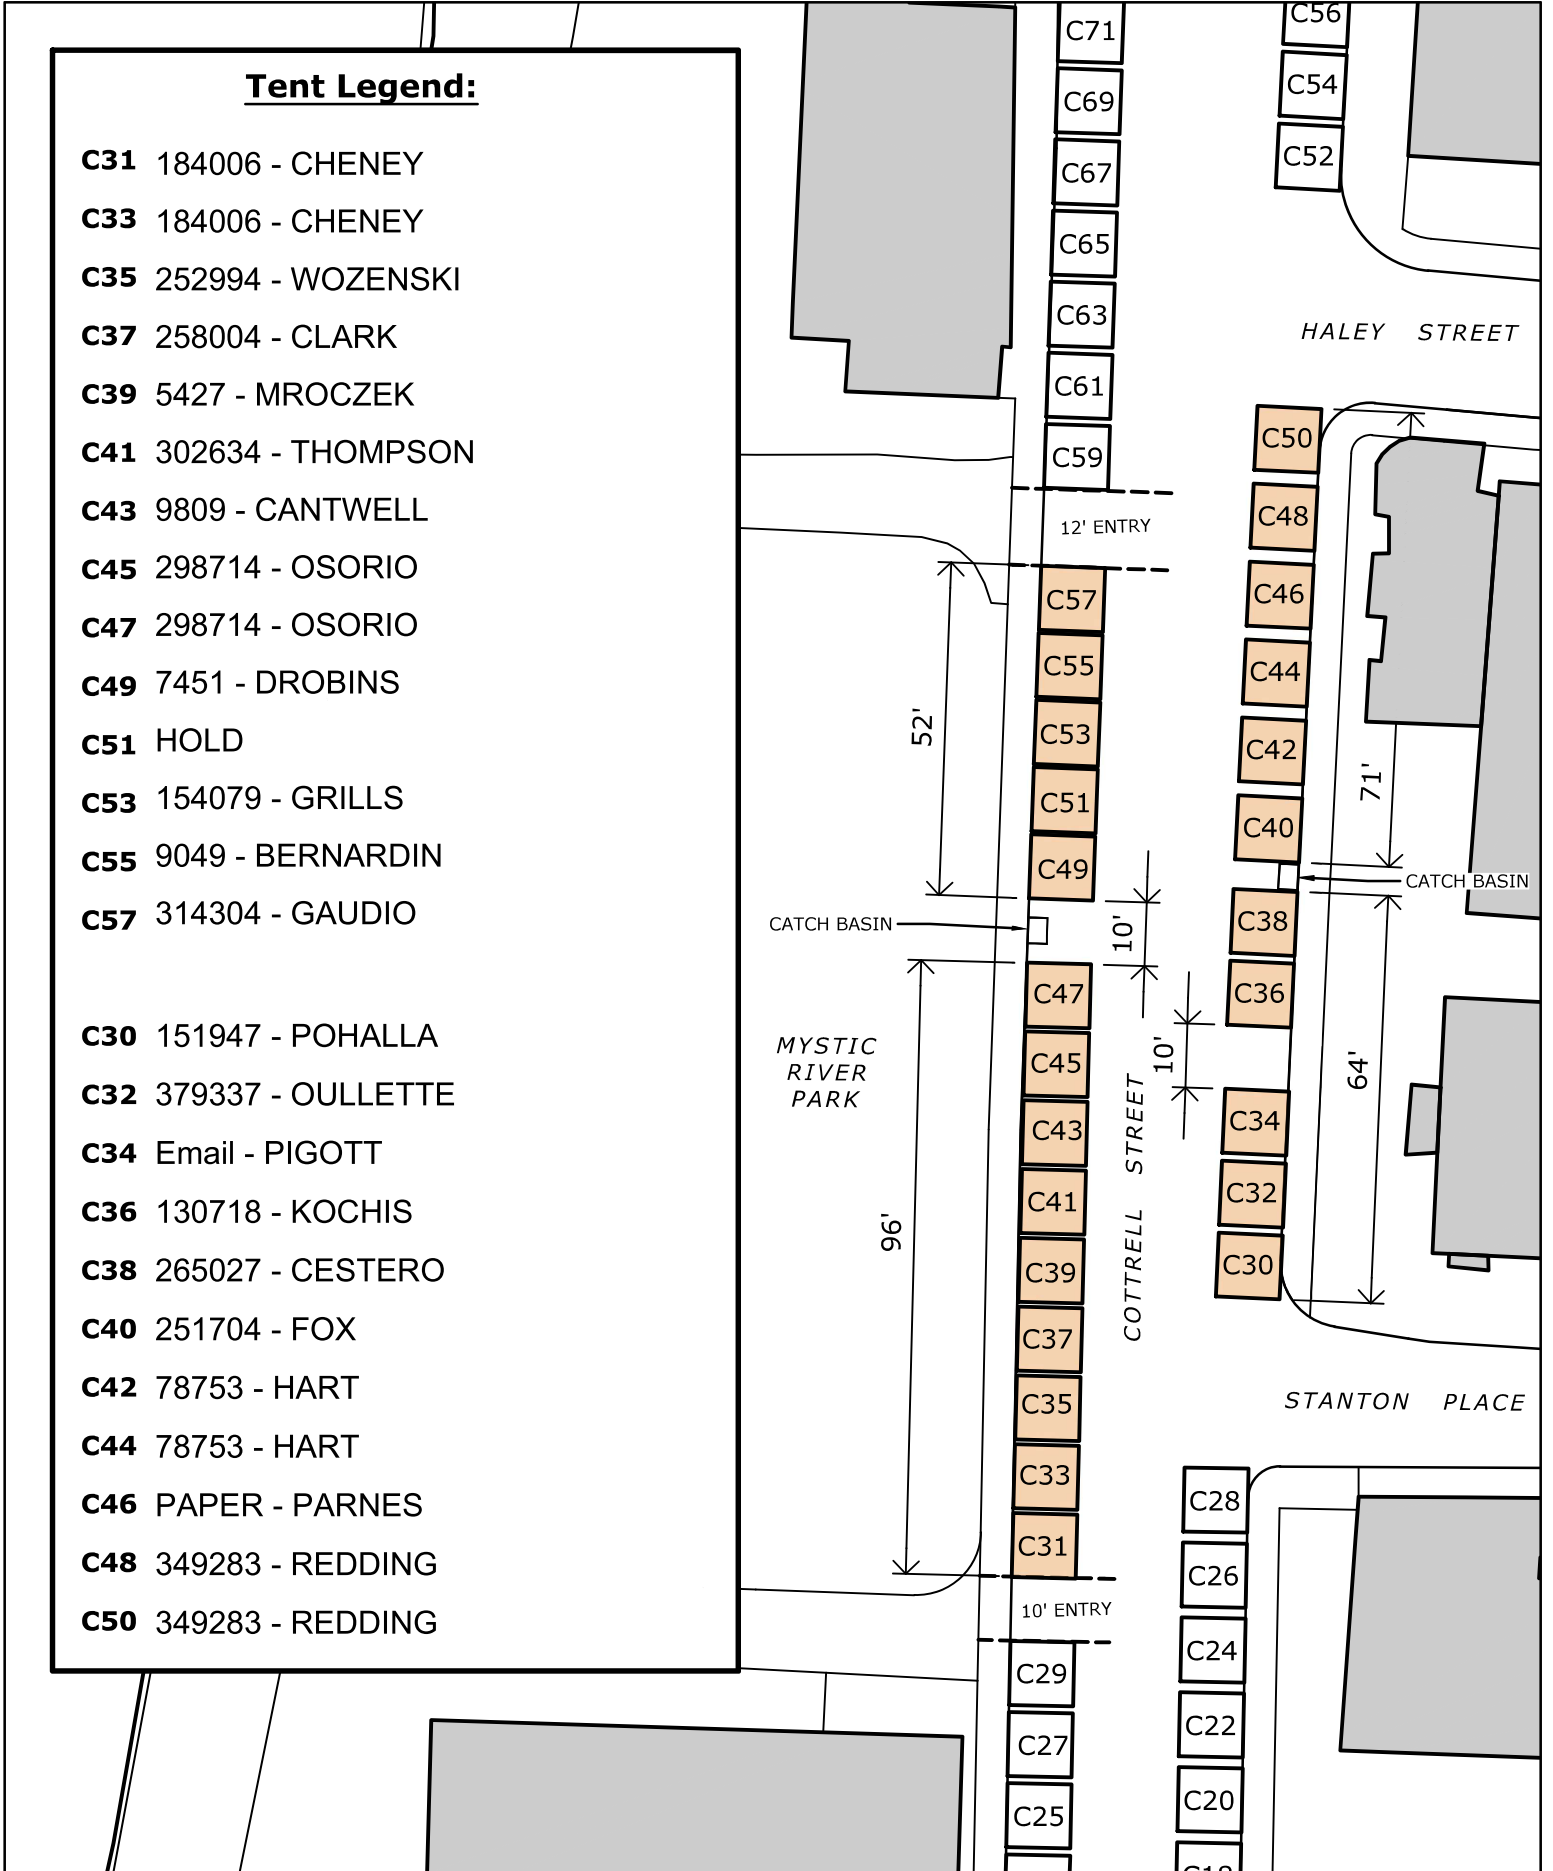 Tent Legend:
C31 184006 - CHENEY
C33 184006 - CHENEY
C35 252994 - WOZENSKI
C37 258004 - CLARK
C39 5427 - MROCZEK
C41 302634 - THOMPSON
C43 9809 - CANTWELL
C45 298714 - OSORIO
C47 298714 - OSORIO
C49 7451 - DROBINS
C51 HOLD
C53 154079 - GRILLS
C55 9049 - BERNARDIN
C57 314304 - GAUDIO
C30 151947 - POHALLA
C32 379337 - OULLETTE
C34 Email - PIGOTT
C36 130718 - KOCHIS
C38 265027 - CESTERO
C40 251704 - FOX
C42 78753 - HART
C44 78753 - HART
C46 PAPER - PARNES
C48 349283 - REDDING
C50 349283 - REDDING
C71
C69
C67
C65
C63
C61
C59
12' ENTRY
C57
C55
C53
C51
C49
52'
CATCH BASIN
10'
C47
C45
C43
C41
C39
C37
C35
C33
C31
96'
MYSTIC
RIVER
PARK
COTTRELL STREET
10' ENTRY
C29
C27
C25
C56
C54
C52
HALEY STREET
C50
C48
C46
C44
C42
C40
71'
CATCH BASIN
C38
C36
10'
64'
C34
C32
C30
STANTON PLACE
C28
C26
C24
C22
C20
C18